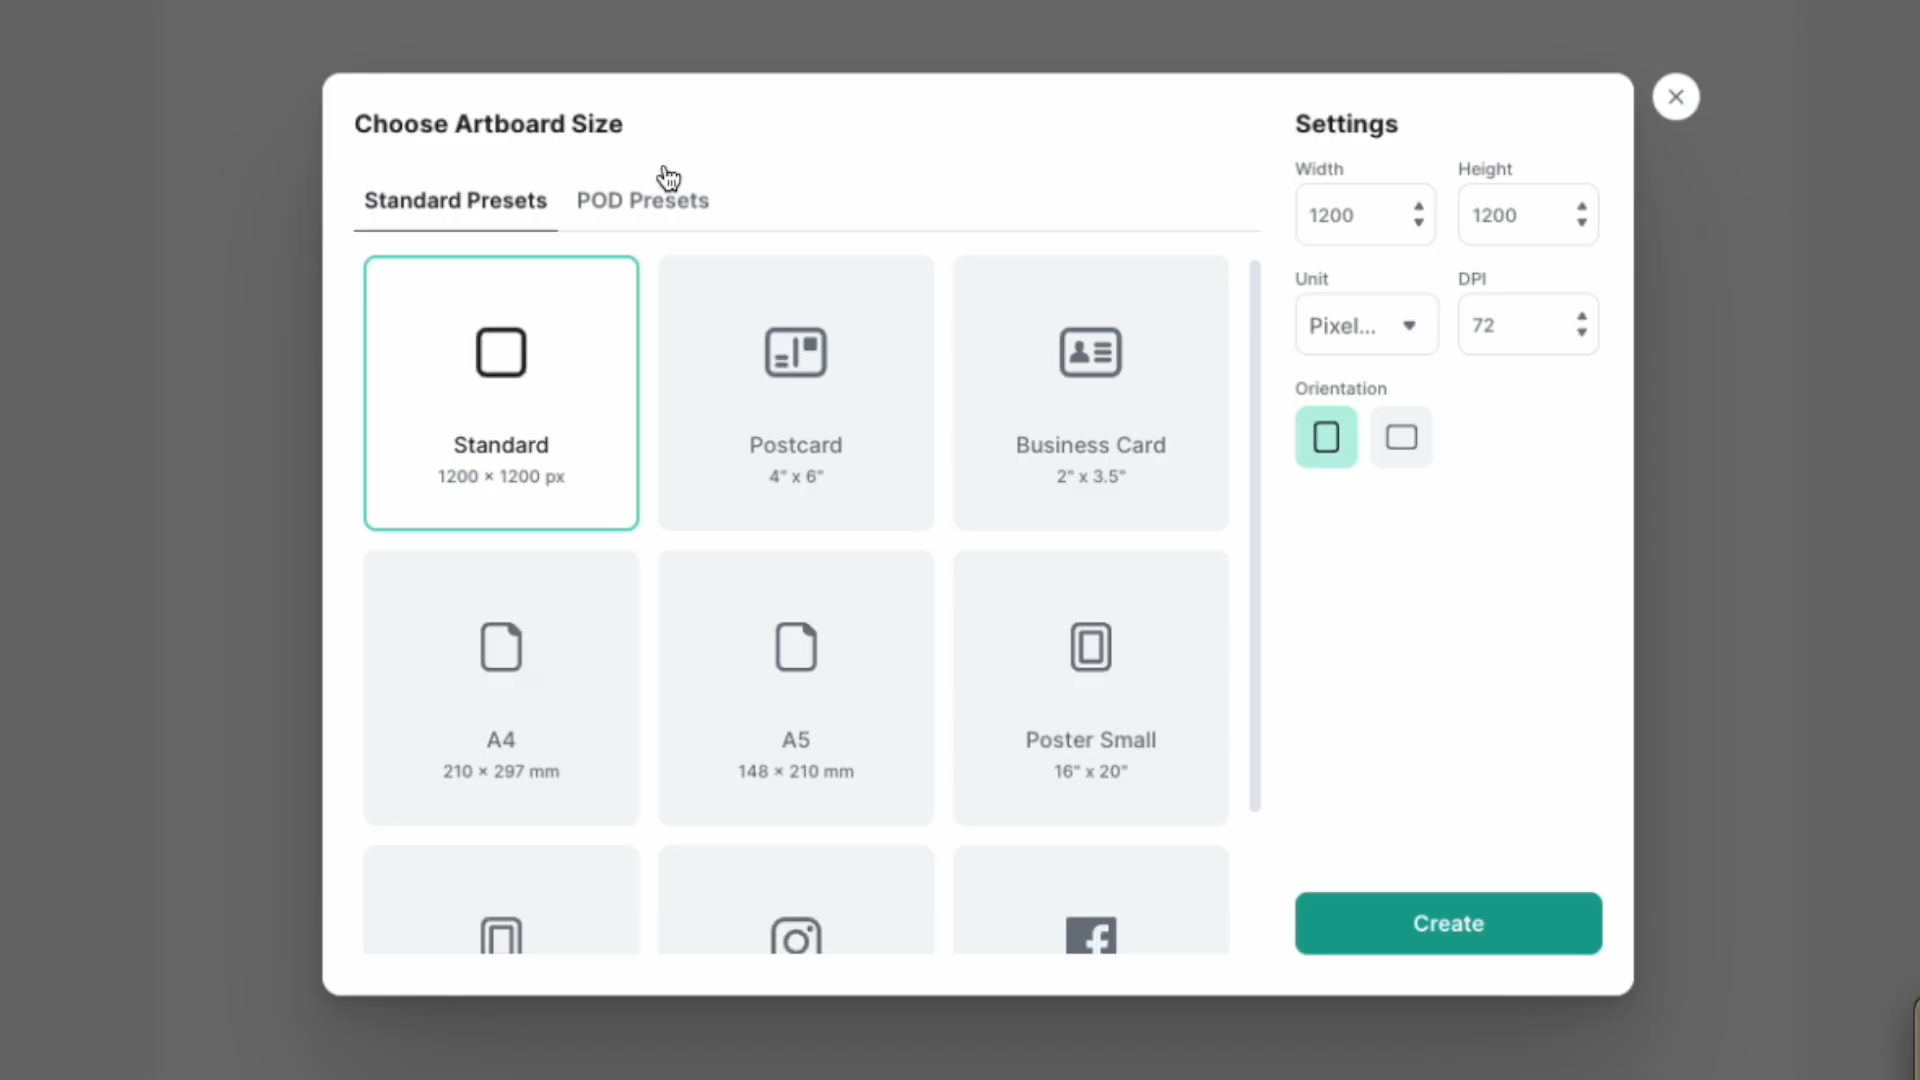 Choose Artboard Size
Standard Presets POD Presets
Standard
1200 × 1200 px
Postcard
4" x 6"
Business Card
2" x 3.5"
A4
210 × 297 mm
A5
148 × 210 mm
Poster Small
16" x 20"
Settings
Width Height
1200 1200
Unit DPI
Pixel... 72
Orientation
Create